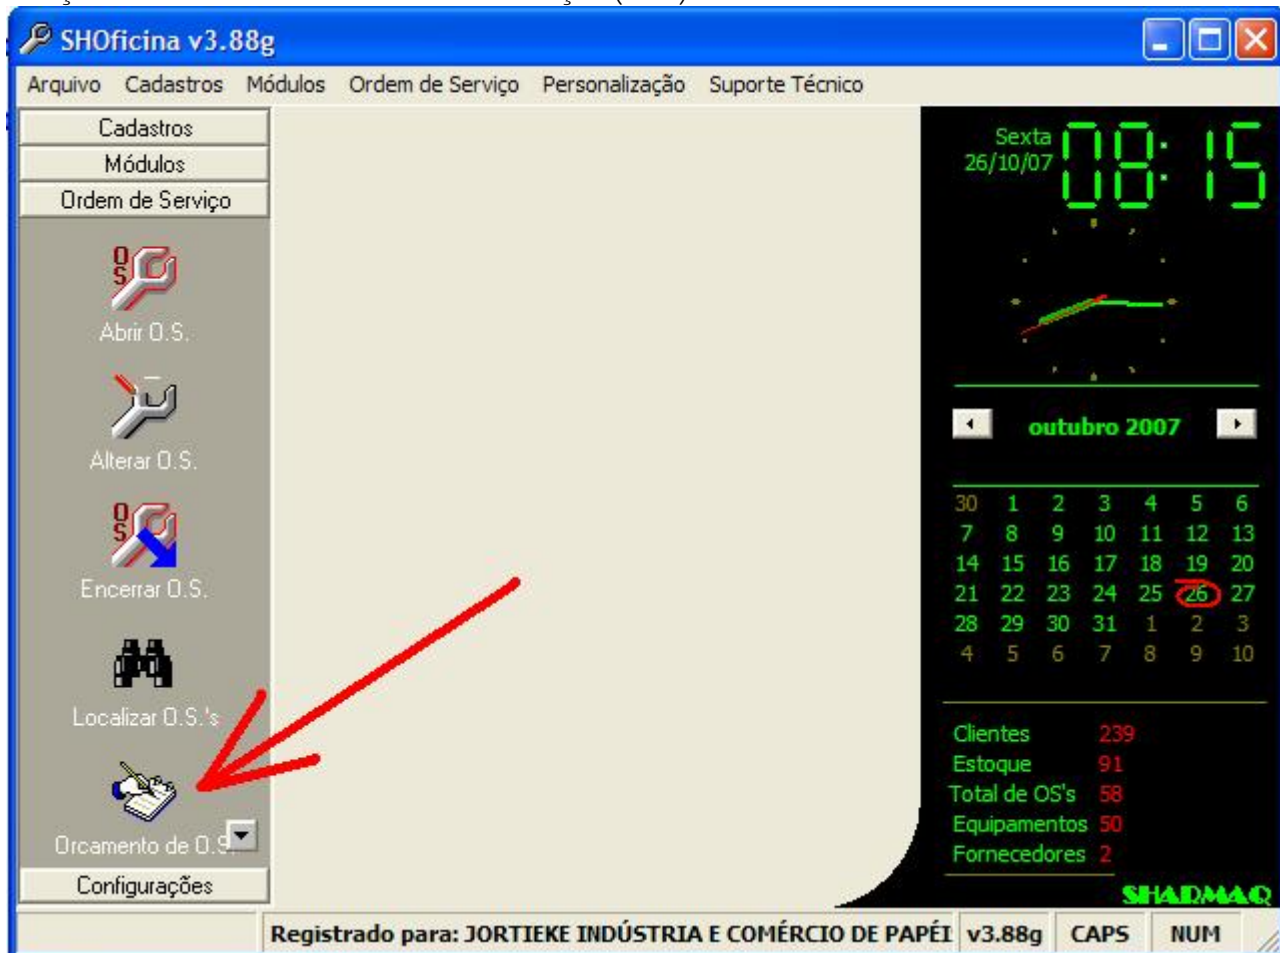 SHOficina v3.88g
Arquivo Cadastros Módulos Ordem de Serviço Personalização Suporte Técnico
Cadastros
Módulos
Ordem de Serviço
OS
Abrir O.S.
Alterar O.S.
OS
Encerrar O.S.
Localizar O.S.'s
Orcamento de O.S.
Configurações
Sexta
26/10/07
08:15
outubro 2007
30 1 2 3 4 5 6
7 8 9 10 11 12 13
14 15 16 17 18 19 20
21 22 23 24 25 26 27
28 29 30 31 1 2 3
4 5 6 7 8 9 10
Clientes 239
Estoque 91
Total de OS's 58
Equipamentos 50
Fornecedores 2
SHARMAQ
Registrado para: JORTIEKE INDÚSTRIA E COMÉRCIO DE PAPÉI v3.88g CAPS NUM